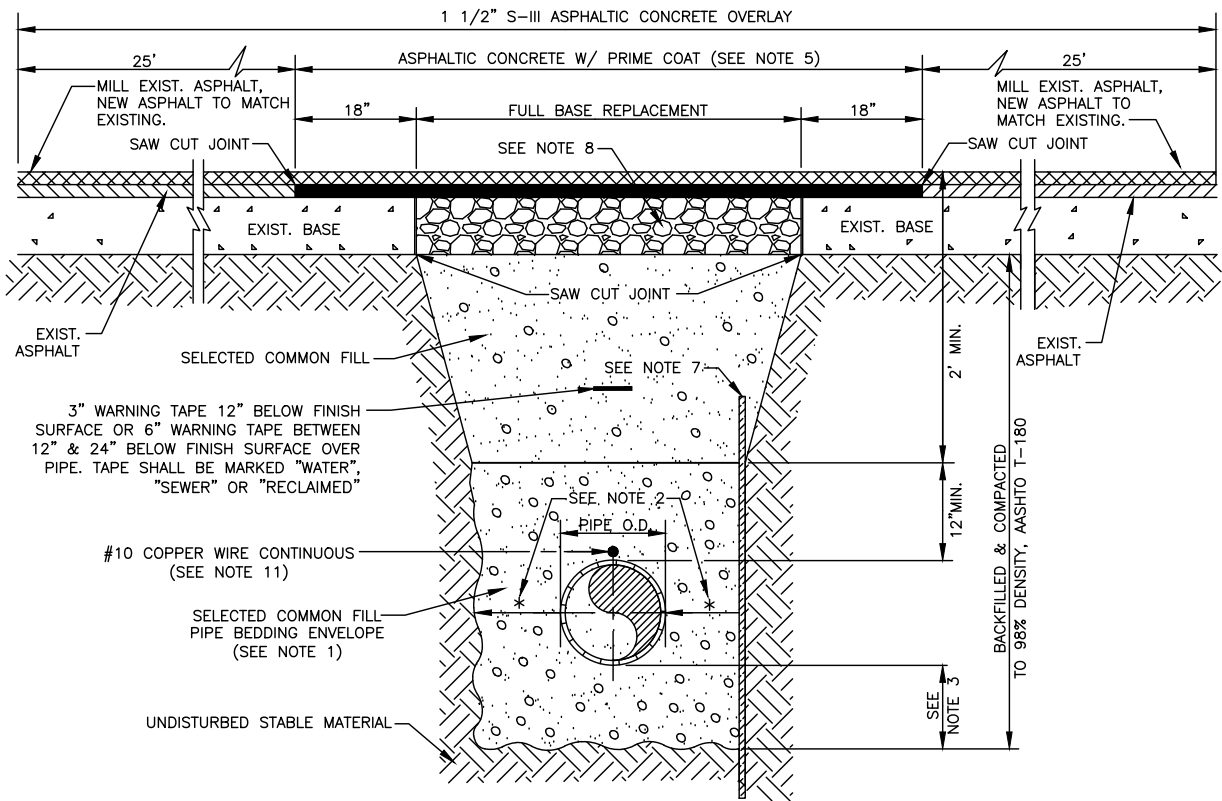 1 1/2" S-III ASPHALTIC CONCRETE OVERLAY
25'
ASPHALTIC CONCRETE W/ PRIME COAT (SEE NOTE 5)
25'
MILL EXIST. ASPHALT,
NEW ASPHALT TO MATCH
EXISTING.
18"
FULL BASE REPLACEMENT
18"
MILL EXIST. ASPHALT,
NEW ASPHALT TO
MATCH EXISTING.
SAW CUT JOINT
SEE NOTE 8
SAW CUT JOINT
EXIST. BASE
EXIST. BASE
SAW CUT JOINT
EXIST.
ASPHALT
SELECTED COMMON FILL
SEE NOTE 7
2' MIN.
EXIST.
ASPHALT
3" WARNING TAPE 12" BELOW FINISH
SURFACE OR 6" WARNING TAPE BETWEEN
12" & 24" BELOW FINISH SURFACE OVER
PIPE. TAPE SHALL BE MARKED "WATER",
"SEWER" OR "RECLAIMED"
SEE NOTE 2
12"MIN.
PIPE O.D.
#10 COPPER WIRE CONTINUOUS
(SEE NOTE 11)
BACKFILLED & COMPACTED
TO 98% DENSITY, AASHTO T-180
SELECTED COMMON FILL
PIPE BEDDING ENVELOPE
(SEE NOTE 1)
*
*
SEE
NOTE 3
UNDISTURBED STABLE MATERIAL